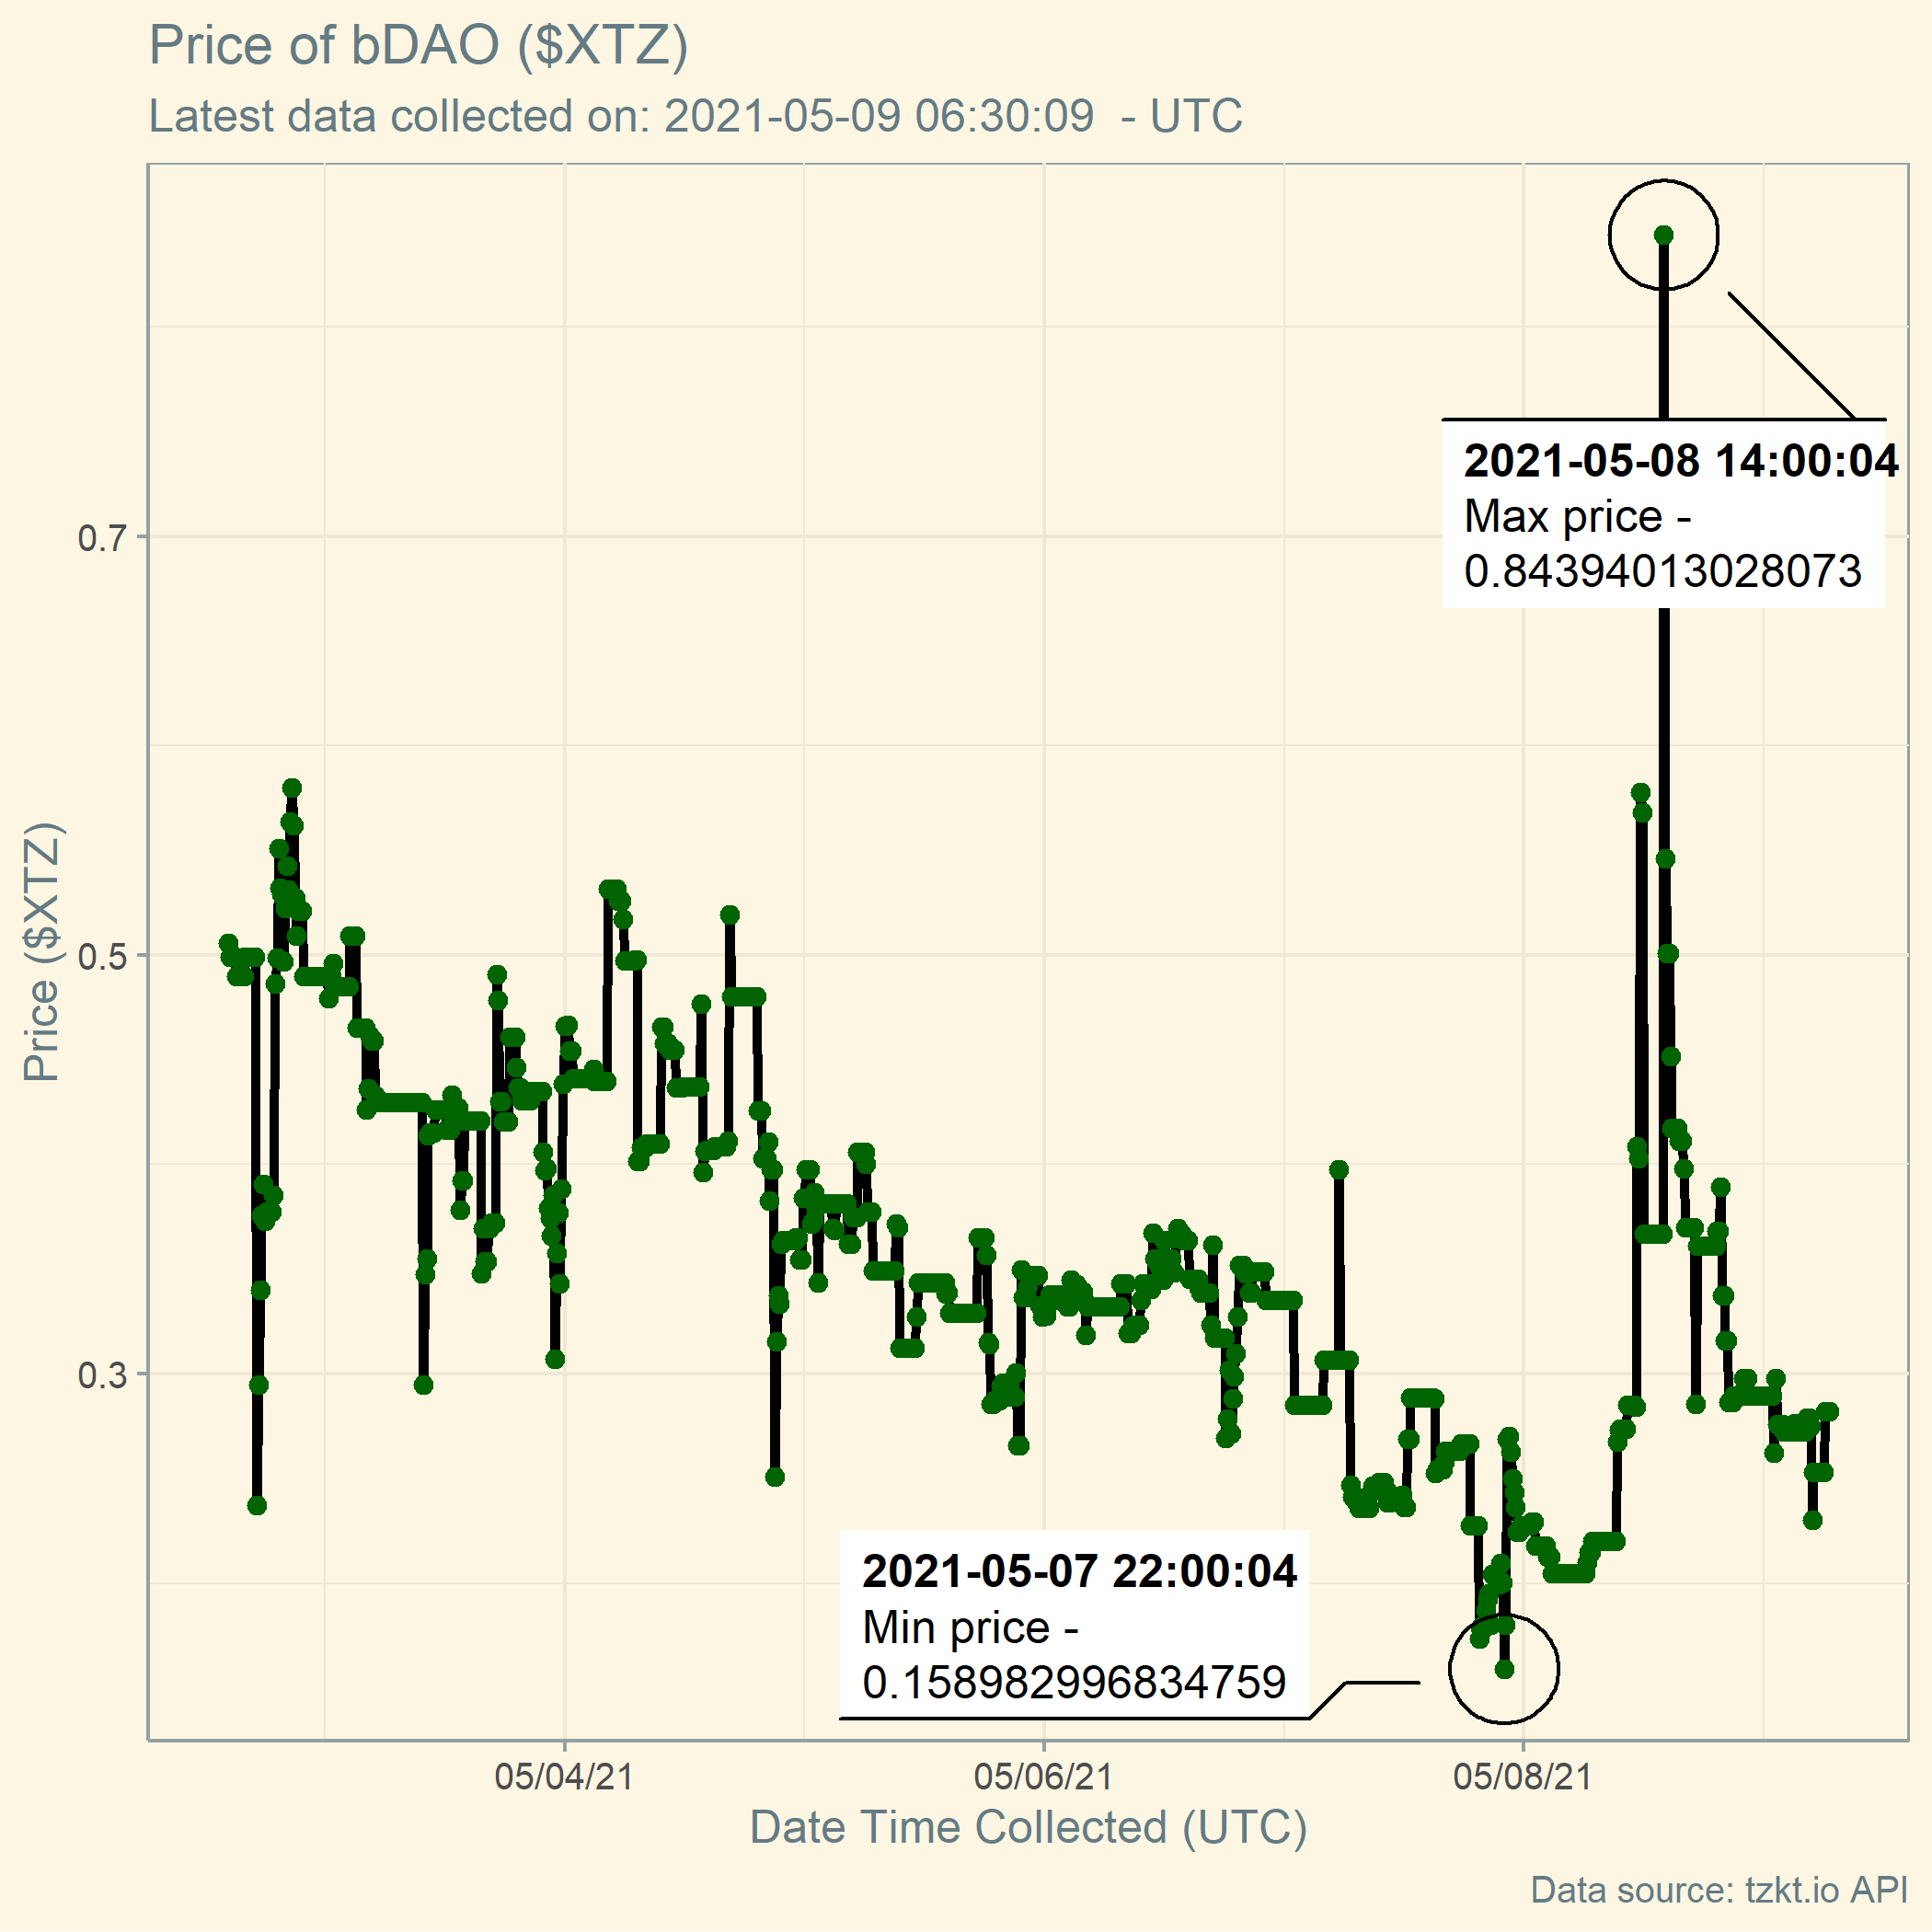 Price of bDAO ($XTZ)
Latest data collected on: 2021-05-09 06:30:09  - UTC
2021-05-08 14:00:04
Max price -
0.84394013028073
0.7
0.5
0.3
Price ($XTZ)
2021-05-07 22:00:04
Min price -
0.158982996834759
05/04/21
05/06/21
05/08/21
Date Time Collected (UTC)
Data source: tzkt.io API